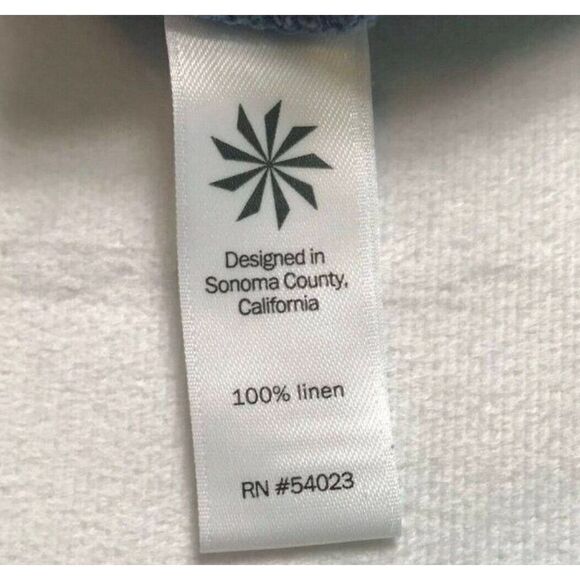 Designed in
Sonoma County,
California
100% linen
RN #54023